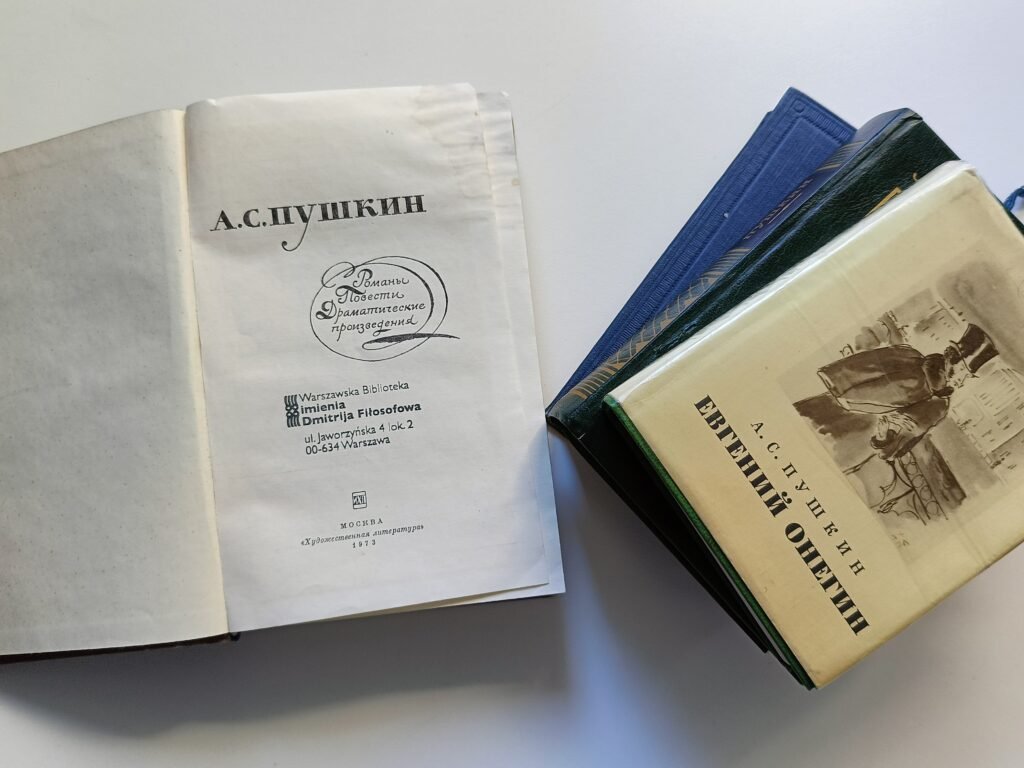 А.С.ПУШКИН
Романы
Повести
Драматические
произведения
Warszawska Biblioteka
imienia
Dmitrija Fiłosofowa
ul. Jaworzyńska 4 lok. 2
00-634 Warszawa
МОСКВА
«Художественная литература»
1973
А. С. ПУШКИН
ЕВГЕНИЙ ОНЕГИН